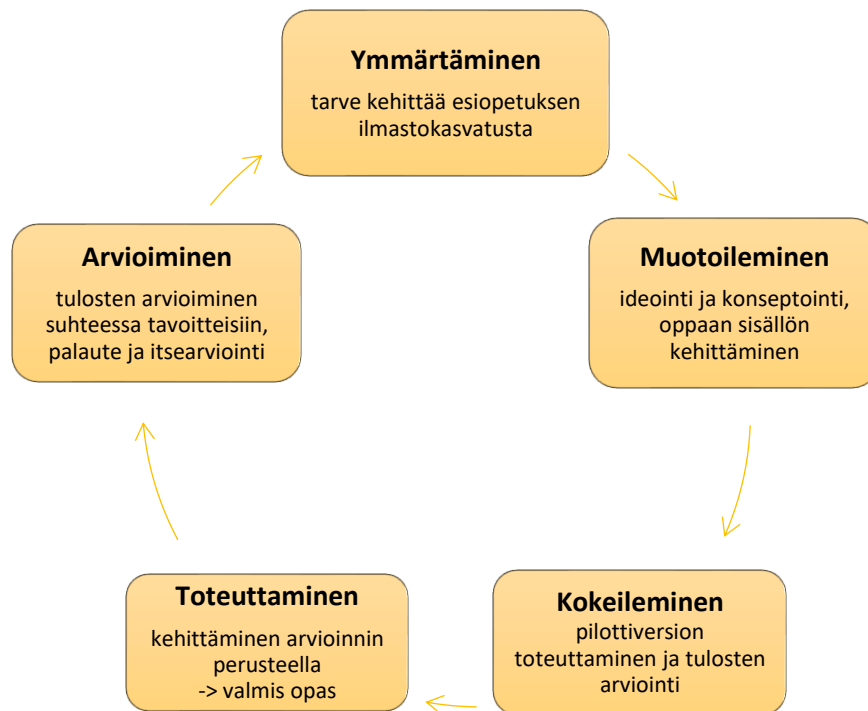 Ymmärtäminen
tarve kehittää esiopetuksen
ilmastokasvatusta
Muotoileminen
ideointi ja konseptointi,
oppaan sisällön
kehittäminen
Kokeileminen
pilottiversion
toteuttaminen ja tulosten
arviointi
Toteuttaminen
kehittäminen arvioinnin
perusteella
-> valmis opas
Arvioiminen
tulosten arvioiminen
suhteessa tavoitteisiin,
palaute ja itsearviointi